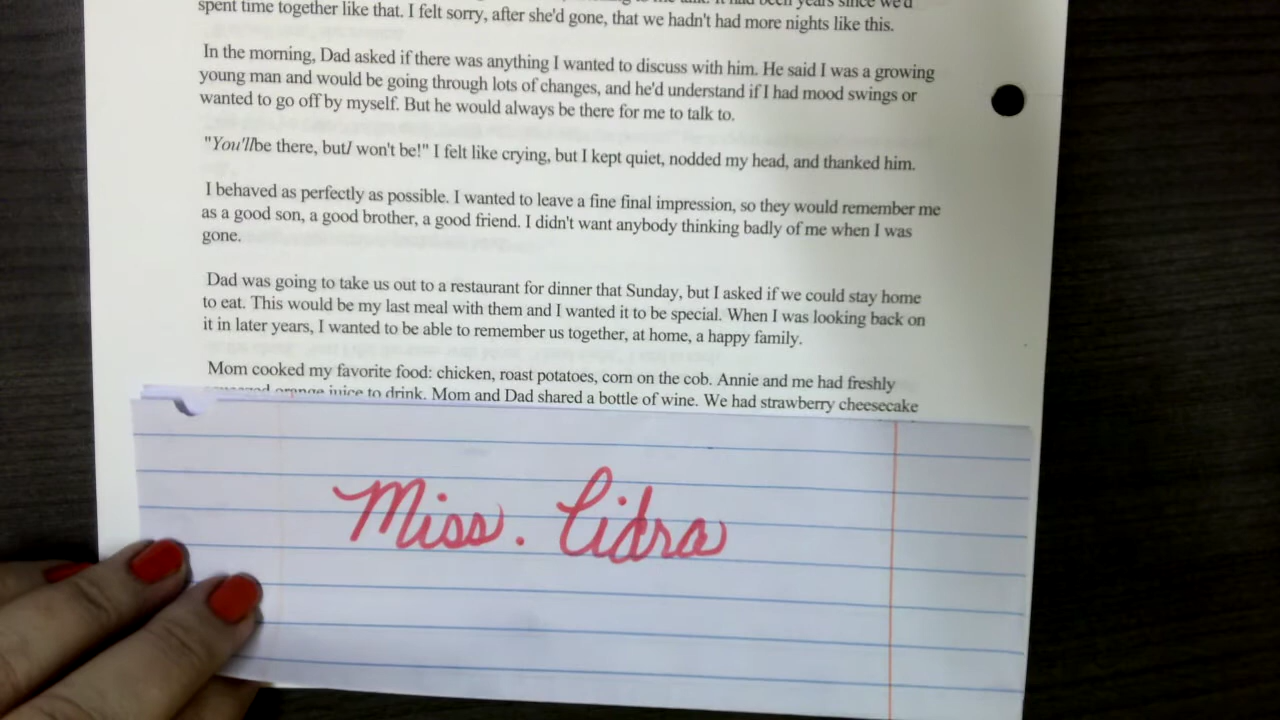 spent time together like that. I felt sorry, after she'd gone, that we hadn't had more nights like this.
In the morning, Dad asked if there was anything I wanted to discuss with him. He said I was a growing
young man and would be going through lots of changes, and he'd understand if I had mood swings or
wanted to go off by myself. But he would always be there for me to talk to.
"You'llbe there, but/ won't be!" I felt like crying, but I kept quiet, nodded my head, and thanked him.
I behaved as perfectly as possible. I wanted to leave a fine final impression, so they would remember me
as a good son, a good brother, a good friend. I didn't want anybody thinking badly of me when I was
gone.
Dad was going to take us out to a restaurant for dinner that Sunday, but I asked if we could stay home
to eat. This would be my last meal with them and I wanted it to be special. When I was looking back on
it in later years, I wanted to be able to remember us together, at home, a happy family.
Mom cooked my favorite food: chicken, roast potatoes, corn on the cob. Annie and me had freshly
orange juice to drink. Mom and Dad shared a bottle of wine. We had strawberry cheesecake
Miss.